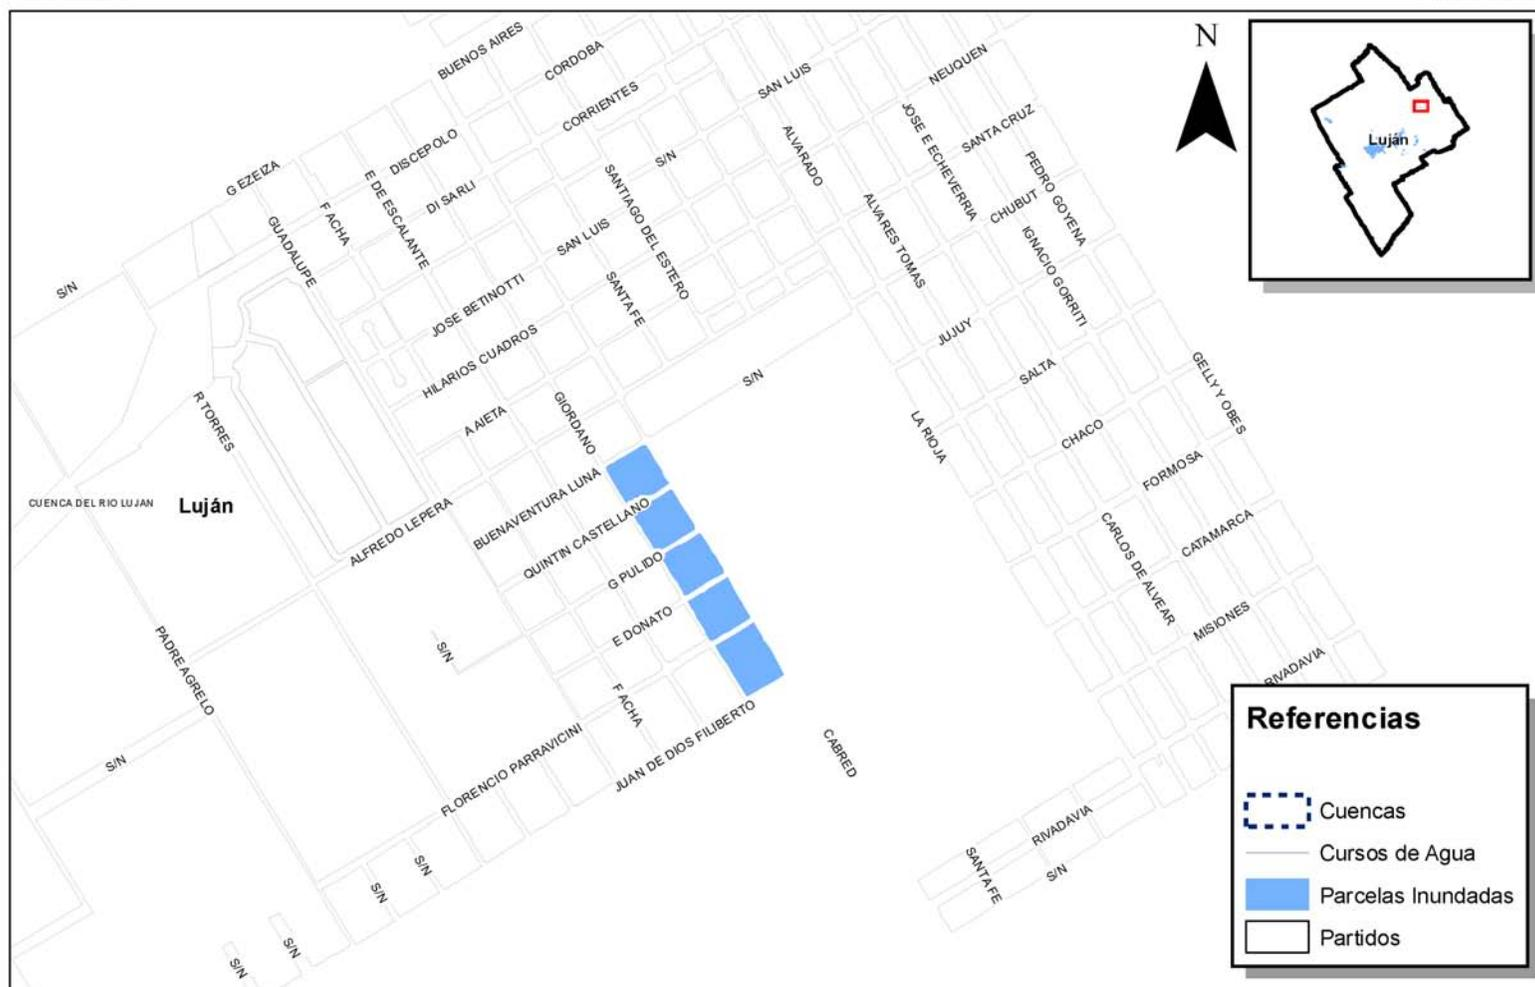 BUENOS AIRES
CORDOBA
CORRIENTES
SAN LUIS
NEUQUEN
N
Luján
DISCEPOLO
G EZEIZA
DI SARLI
E DE ESCALANTE
F ACHA
GUADALUPE
S/N
S/N
SANTIAGO DEL ESTERO
SAN LUIS
SANTA FE
JOSE BETINOTTI
HILARIOS CUADROS
ALVARADO
ALVARES TOMAS
JOSE E ECHEVERRIA
SANTA CRUZ
PEDRO GOYENA
CHUBUT
IGNACIO GORRITI
JUJUY
SALTA
GELLY Y OBES
LA RIOJA
CHACO
FORMOSA
CATAMARCA
CARLOS DE ALVEAR
MISIONES
RIVADAVIA
S/N
R TORRES
A AIETA
GIORDANO
CUENCA DEL RIO LUJAN
Luján
ALFREDO LEPERA
BUENAVENTURA LUNA
QUINTIN CASTELLANO
G PULIDO
E DONATO
PADRE AGRELO
S/N
S/N
F ACHA
FLORENCIO PARRAVICINI
JUAN DE DIOS FILIBERTO
CABRED
RIVADAVIA
SANTA FE
S/N
S/N
S/N
S/N
S/N
Referencias
Cuencas
Cursos de Agua
Parcelas Inundadas
Partidos